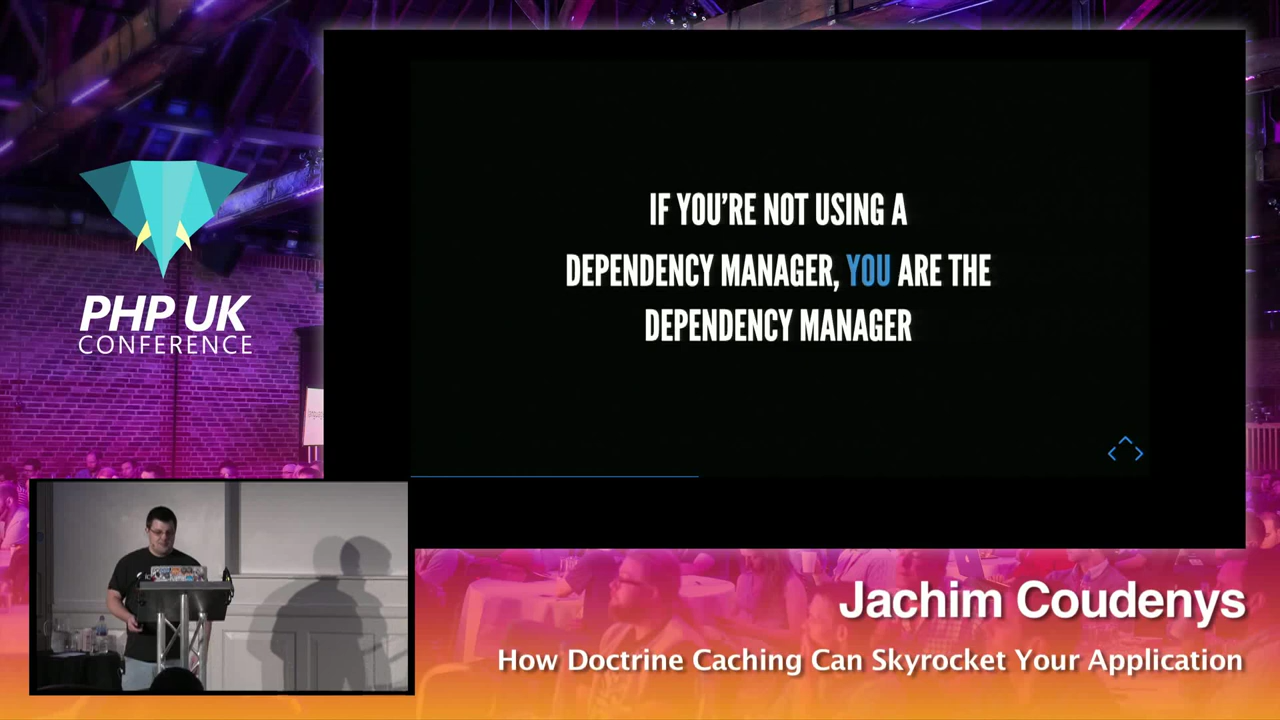 IF YOU'RE NOT USING A
DEPENDENCY MANAGER, YOU ARE THE
DEPENDENCY MANAGER
PHP UK
CONFERENCE
Jachim Coudenys
How Doctrine Caching Can Skyrocket Your Application